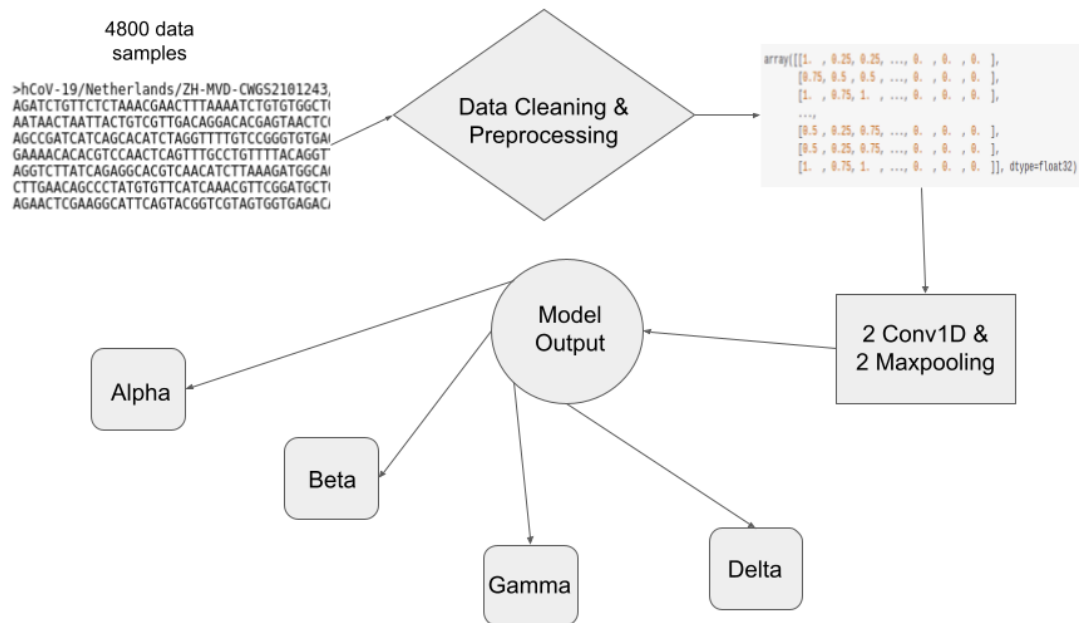 4800 data
samples
>hCoV-19/Netherlands/ZH-MVD-CWGS2101243
AGATCTGTTCTCTAAACGAACTTTAAAATCTGTGTGGCTC
AATAACTAATTACTGTCGTTGACAGGACACGAGTAACTC
AGCCGATCATCAGCACATCTAGGTTTTGTCCGGGTGTGA
GAAAACACACGTCCAACTCAGTTTGCCTGTTTTACAGGT
AGGTCTTATCAGAGGCACGTCAACATCTTAAAGATGGCA
CTTGAACAGCCCTATGTGTTCATCAAACGTTCGGATGCT
AGAACTCGAAGGCATTCAGTACGGTCGTAGTGGTGAGAC
Data Cleaning &
Preprocessing
array([[1. , 0.25, 0.25, ..., 0. , 0. , 0. ],
[0.75, 0.5 , 0.5 , ..., 0. , 0. , 0. ],
[1. , 0.75, 1. , ..., 0. , 0. , 0. ],
...,
[0.5 , 0.25, 0.75, ..., 0. , 0. , 0. ],
[0.5 , 0.25, 0.75, ..., 0. , 0. , 0. ],
[1. , 0.75, 1. , ..., 0. , 0. , 0. ]], dtype=float32)
2 Conv1D &
2 Maxpooling
Model
Output
Alpha
Beta
Gamma
Delta